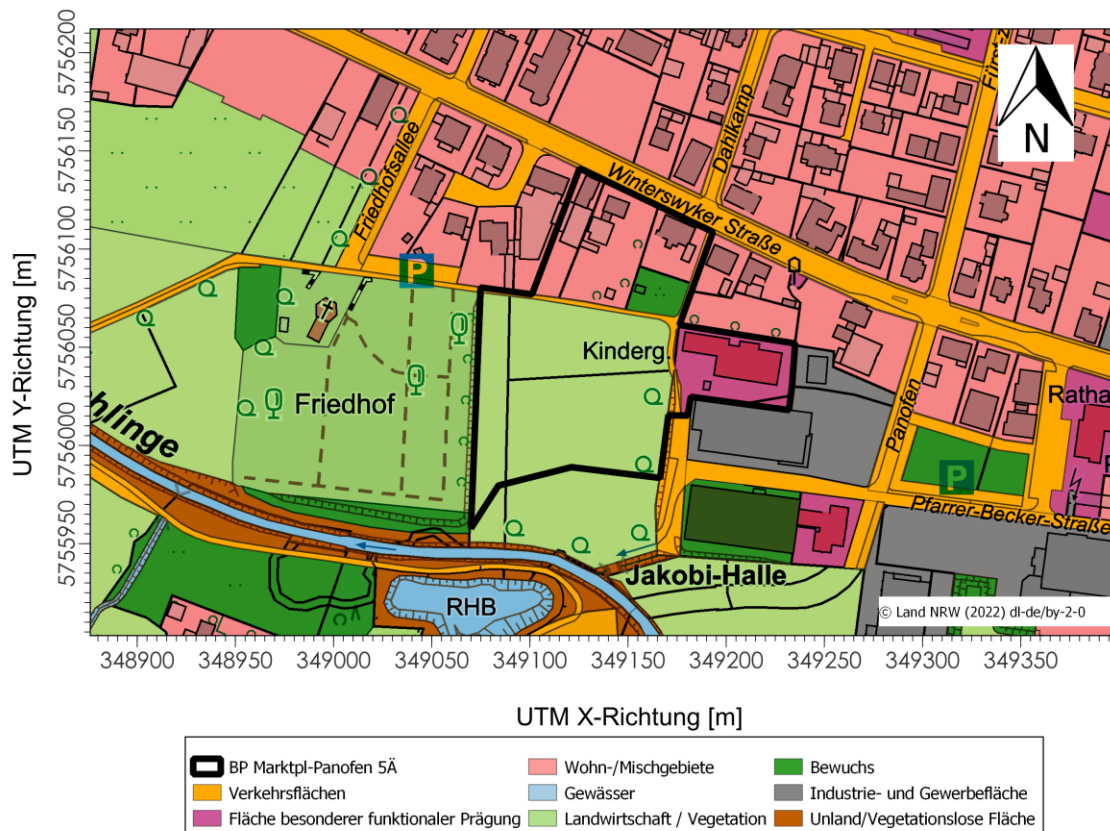 5756200
5756150
5756100
5756050
5756000
5755950
UTM Y-Richtung [m]
N
Dahlkamp
Friedhofsallee
Winterswyker Straße
P
Kinderg.
Friedhof
Panofen
Ratha
hlinge
P
Pfarrer-Becker-Straße
Jakobi-Halle
RHB
© Land NRW (2022) dl-de/by-2-0
348900 348950 349000 349050 349100 349150 349200 349250 349300 349350
UTM X-Richtung [m]
BP Marktpl-Panofen 5Ä
Wohn-/Mischgebiete
Bewuchs
Verkehrsflächen
Gewässer
Industrie- und Gewerbefläche
Fläche besonderer funktionaler Prägung
Landwirtschaft / Vegetation
Unland/Vegetationslose Fläche